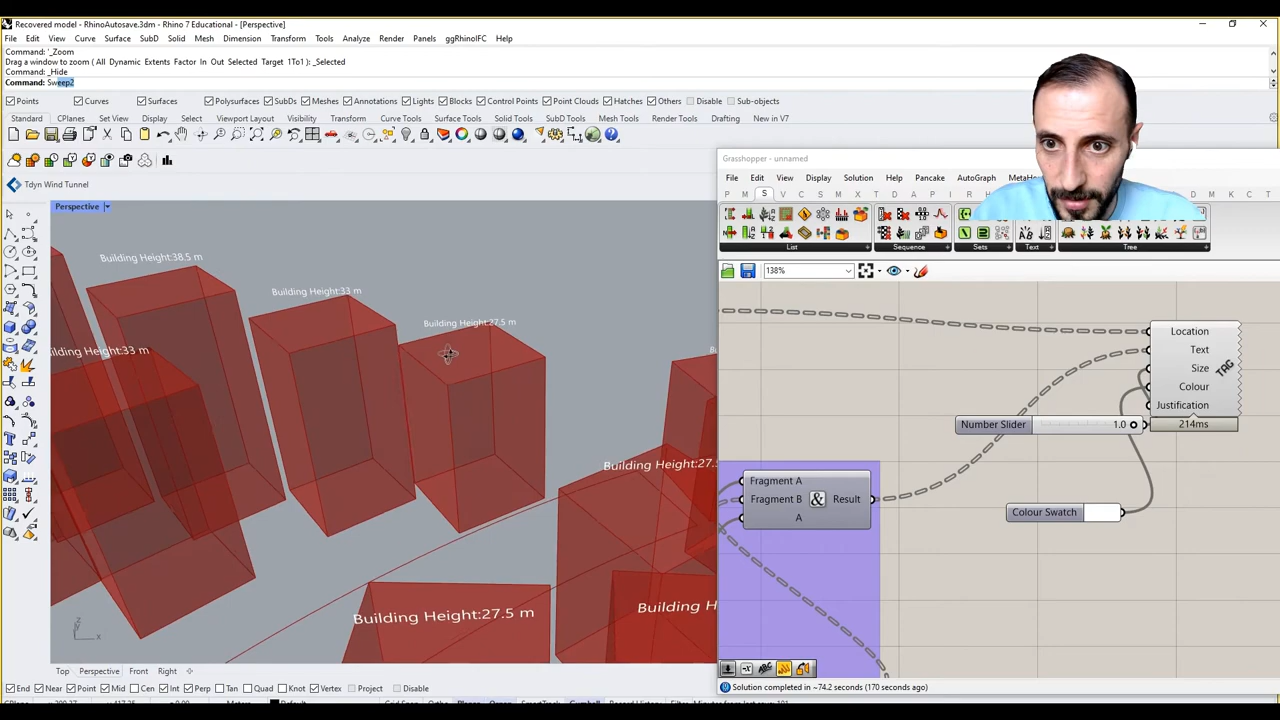 Recovered model - RhinoAutosave.3dm - Rhino 7 Educational - [Perspective]
File Edit View Curve Surface SubD Solid Mesh Dimension Transform Tools Analyze Render Panels ggRhinoIFC Help
Command: '_Zoom
Drag a window to zoom ( All Dynamic Extents Factor In Out Selected Target 1To1 ): _Selected
Command: _Hide
Command: Sweep2
Points Curves Surfaces Polysurfaces SubDs Meshes Annotations Lights Blocks Control Points Point Clouds Hatches Others Disable Sub-objects
Standard CPlanes Set View Display Select Viewport Layout Visibility Transform Curve Tools Surface Tools Solid Tools SubD Tools Mesh Tools Render Tools Drafting New in V7
Tdyn Wind Tunnel
Perspective
Building Height:38.5 m
Building Height:33 m
Building Height:27.5 m
uilding Height:33 m
Building Height:27.5
Building Height:27.5 m
Building H
Grasshopper - unnamed
File Edit View Display Solution Help Pancake AutoGraph
P M S V C
List Sequence Sets Text Tree
138%
Location
Text
Size
Colour
Justification
TAG
214ms
Number Slider 1.0
Fragment A
Fragment B & Result
A
Colour Swatch
Top Perspective Front Right
End Near Point Mid Cen Int Perp Tan Quad Knot Vertex Project Disable
Solution completed in ~74.2 seconds (170 seconds ago)